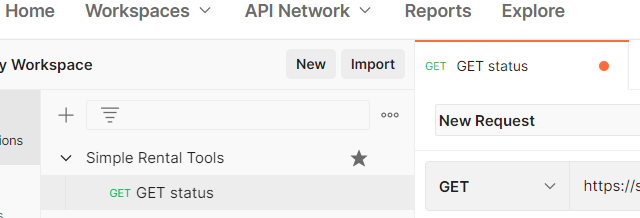 Home Workspaces API Network Reports Explore
y Workspace New Import
GET GET status
New Request
ions
Simple Rental Tools
GET GET status
GET https://s
s